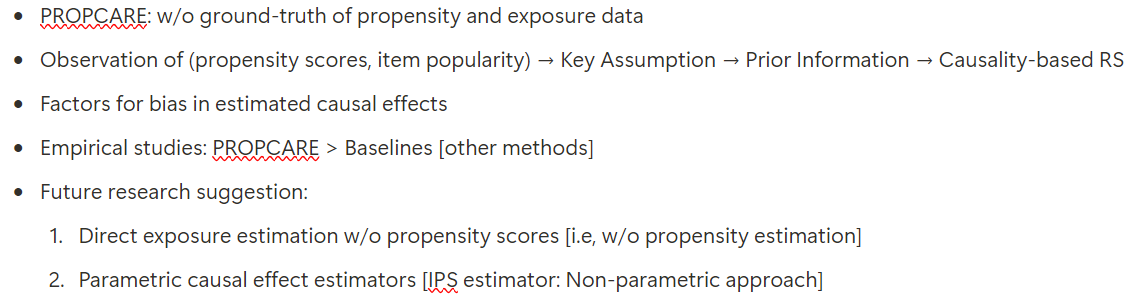 • PROPCARE: w/o ground-truth of propensity and exposure data
• Observation of (propensity scores, item popularity) → Key Assumption → Prior Information → Causality-based RS
• Factors for bias in estimated causal effects
• Empirical studies: PROPCARE > Baselines [other methods]
• Future research suggestion:
1. Direct exposure estimation w/o propensity scores [i.e, w/o propensity estimation]
2. Parametric causal effect estimators [IPS estimator: Non-parametric approach]